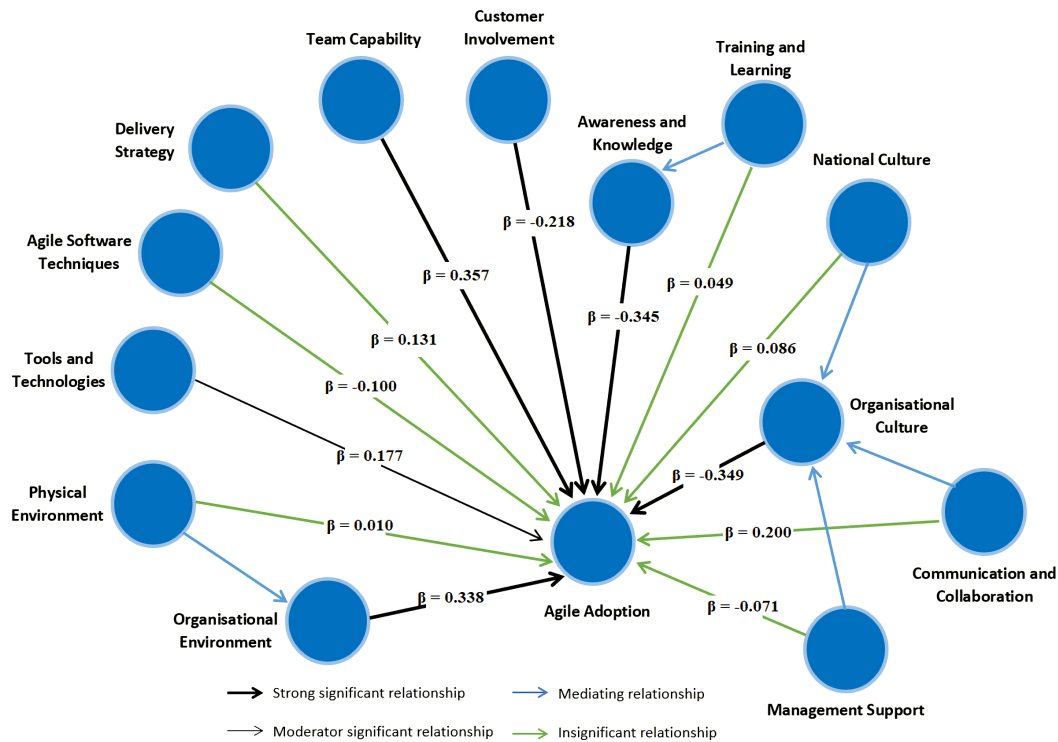 Customer
Involvement
Team Capability
Training and
Learning
Delivery
Strategy
Awareness and
Knowledge
National Culture
Agile Software
Techniques
β = -0.218
β = 0.357
β = 0.049
β = -0.345
β = 0.131
β = 0.086
Tools and
Technologies
β = -0.100
Organisational
Culture
β = 0.177
β = -0.349
Physical
Environment
β = 0.010
β = 0.200
Communication and
Collaboration
β = 0.338
Agile Adoption
β = -0.071
Organisational
Environment
Management Support
Strong significant relationship
Mediating relationship
Moderator significant relationship
Insignificant relationship